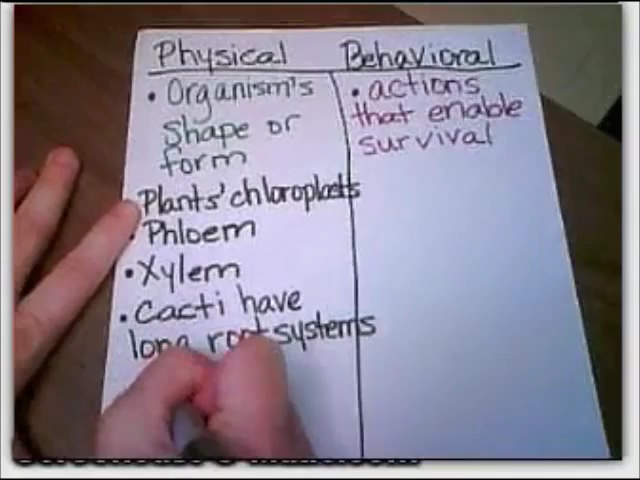 Physical
Behavioral
• Organism's
shape or
form
Plants' chloroplasts
• Phloem
• Xylem
• Cacti have
long root systems
• actions
that enable
survival